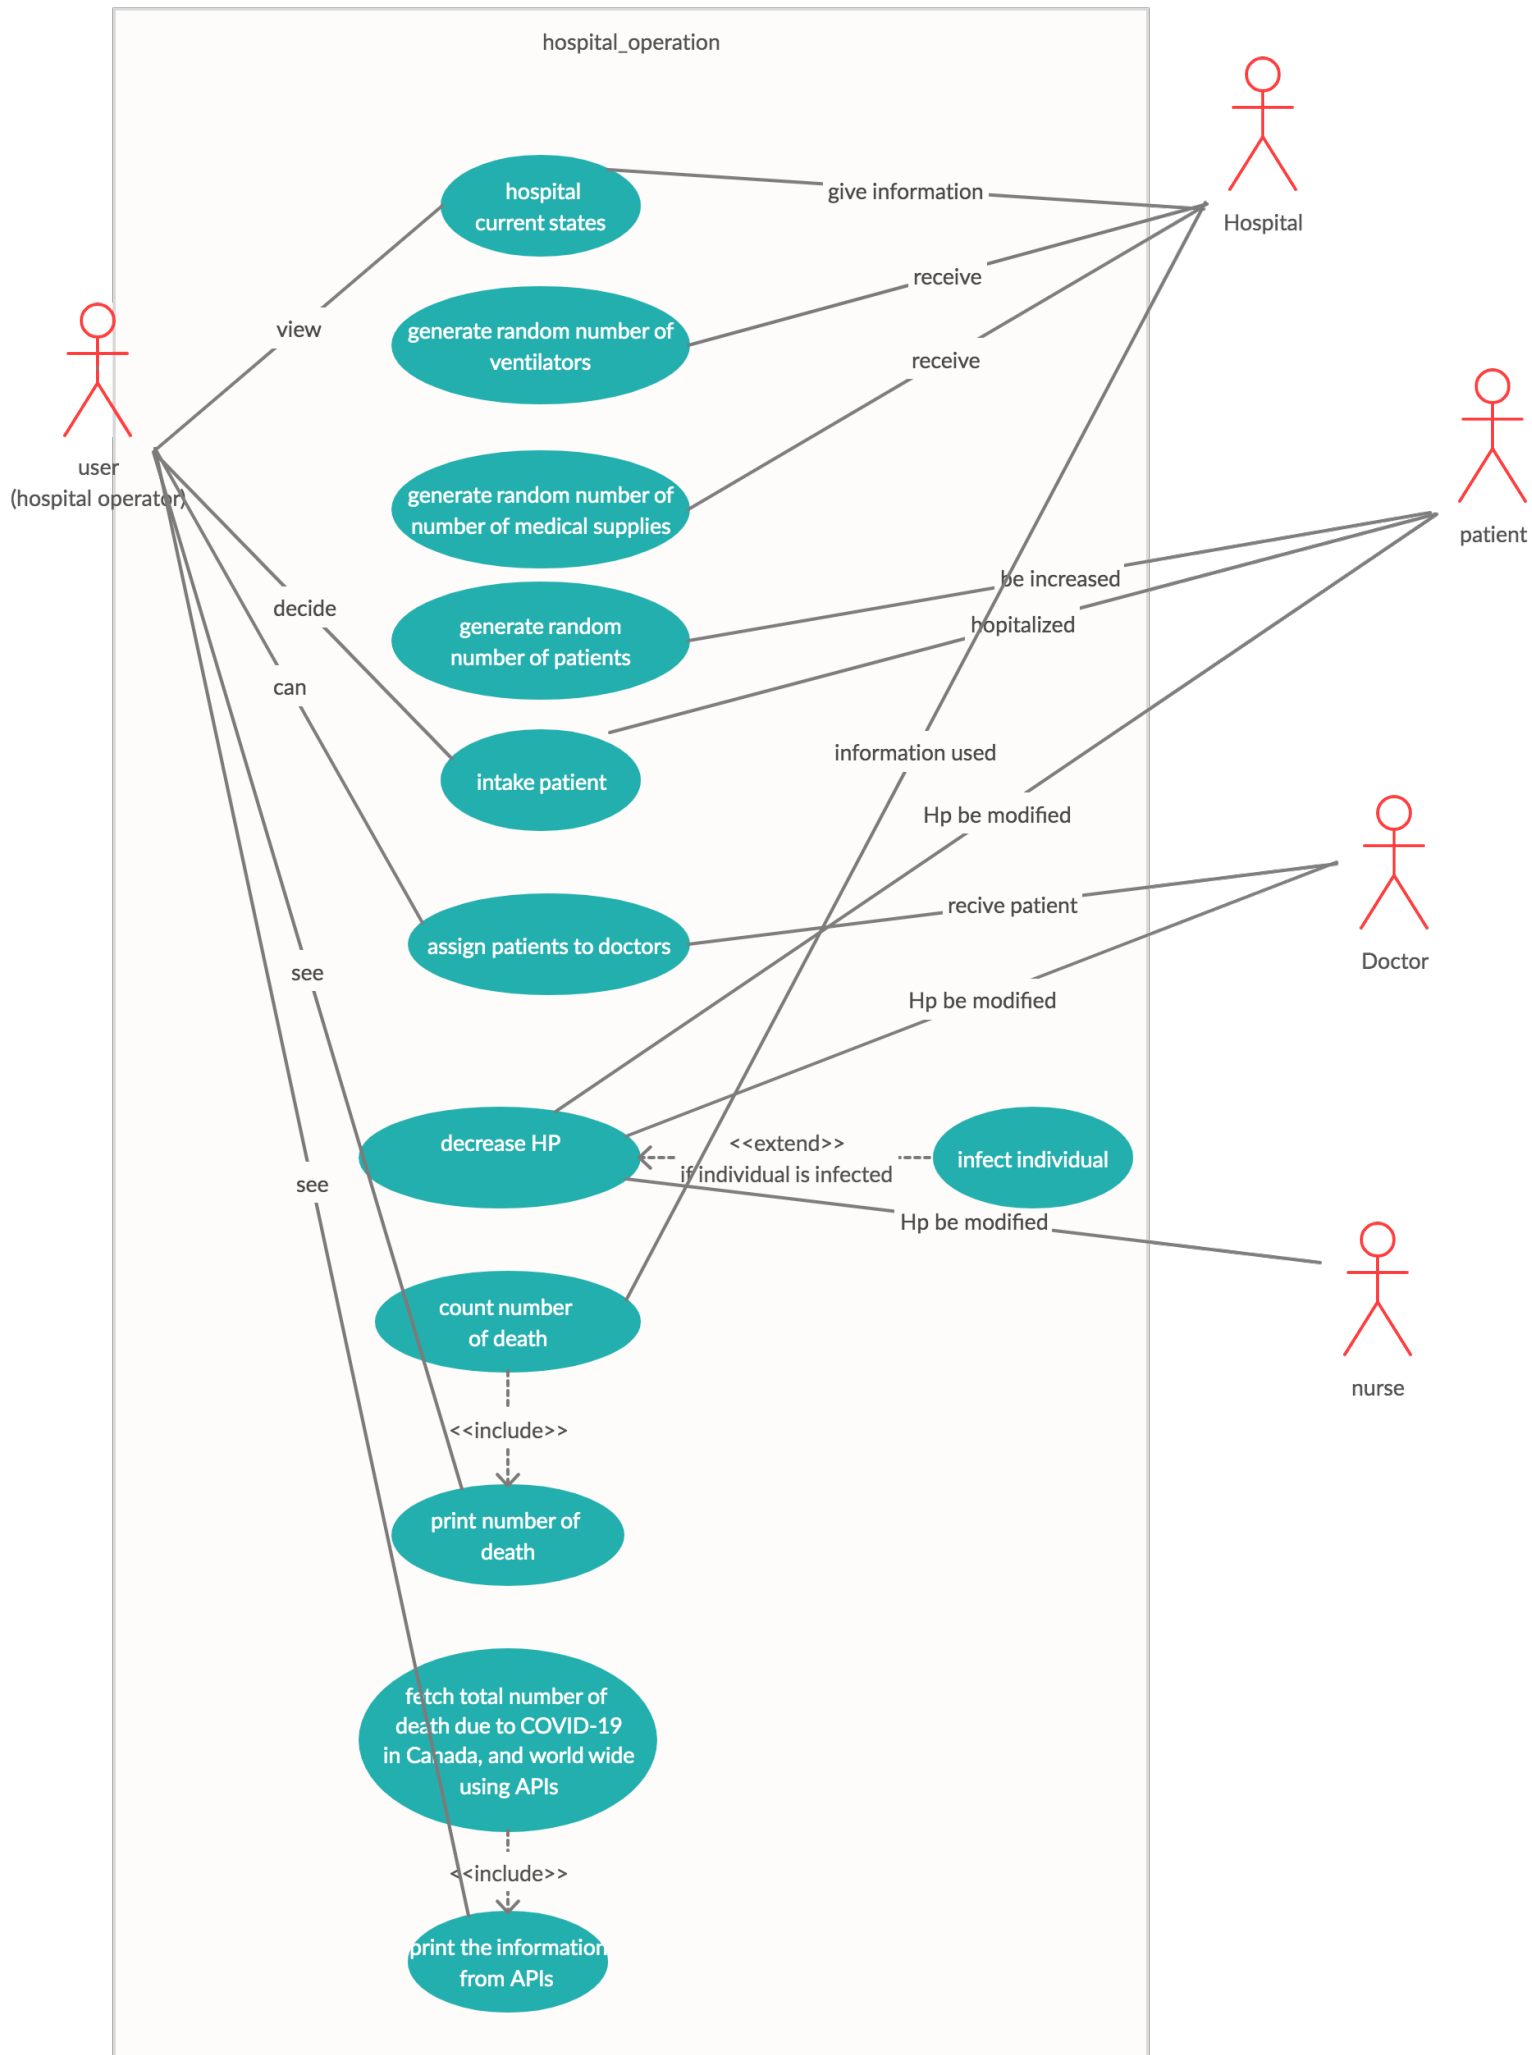 hospital_operation
hospital
current states
give information
Hospital
receive
generate random number of
ventilators
view
receive
user
(hospital operator)
generate random number of
number of medical supplies
patient
be increased
decide
hopitalized
generate random
number of patients
can
information used
intake patient
Hp be modified
recive patient
assign patients to doctors
Doctor
see
Hp be modified
decrease HP
<<extend>>
if individual is infected
infect individual
see
Hp be modified
count number
of death
nurse
<<include>>
print number of
death
fetch total number of
death due to COVID-19
in Canada, and world wide
using APIs
<<include>>
print the information
from APIs